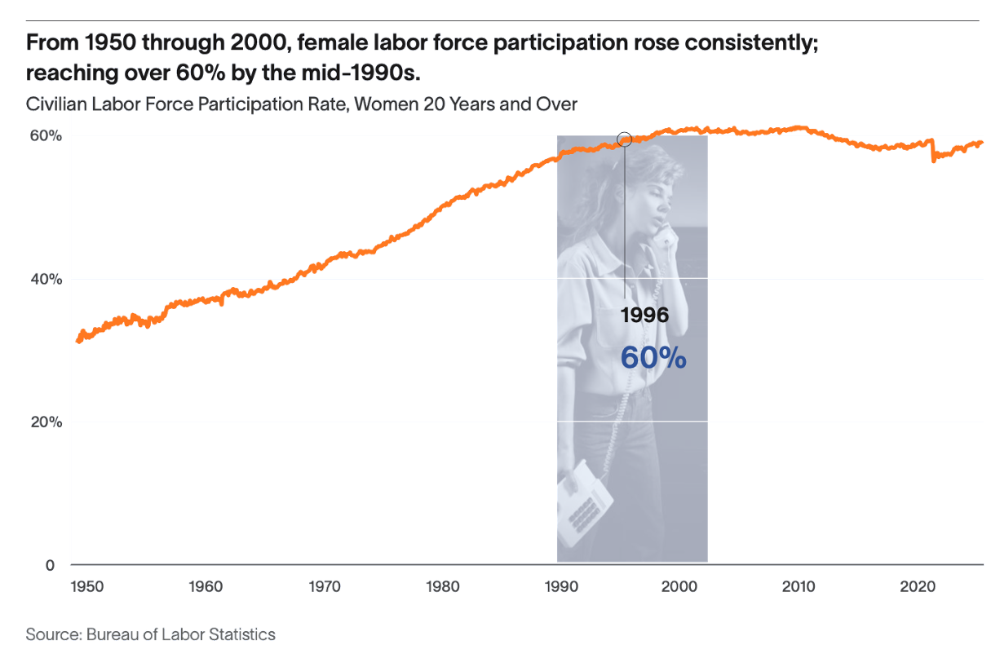 From 1950 through 2000, female labor force participation rose consistently;
reaching over 60% by the mid-1990s.
Civilian Labor Force Participation Rate, Women 20 Years and Over
60%
40%
1996
60%
20%
0
1950 1960 1970 1980 1990 2000 2010 2020
Source: Bureau of Labor Statistics